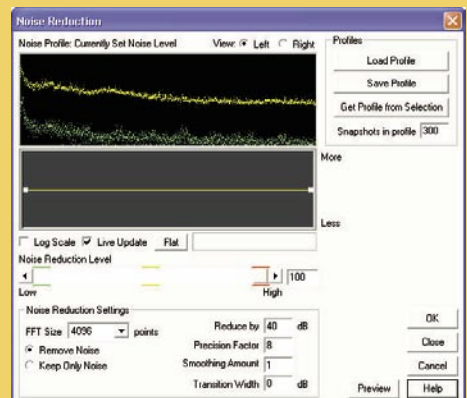 Noise Reduction
Noise Profile: Currently Set Noise Level View: Left Right
Profiles
Load Profile
Save Profile
Get Profile from Selection
Snapshots in profile 300
More
Less
Log Scale Live Update Flat
Noise Reduction Level
100
Low High
Noise Reduction Settings
FFT Size 4096 points
Remove Noise
Keep Only Noise
Reduce by 40 dB
Precision Factor 8
Smoothing Amount 1
Transition Width 0 dB
OK
Close
Cancel
Preview Help